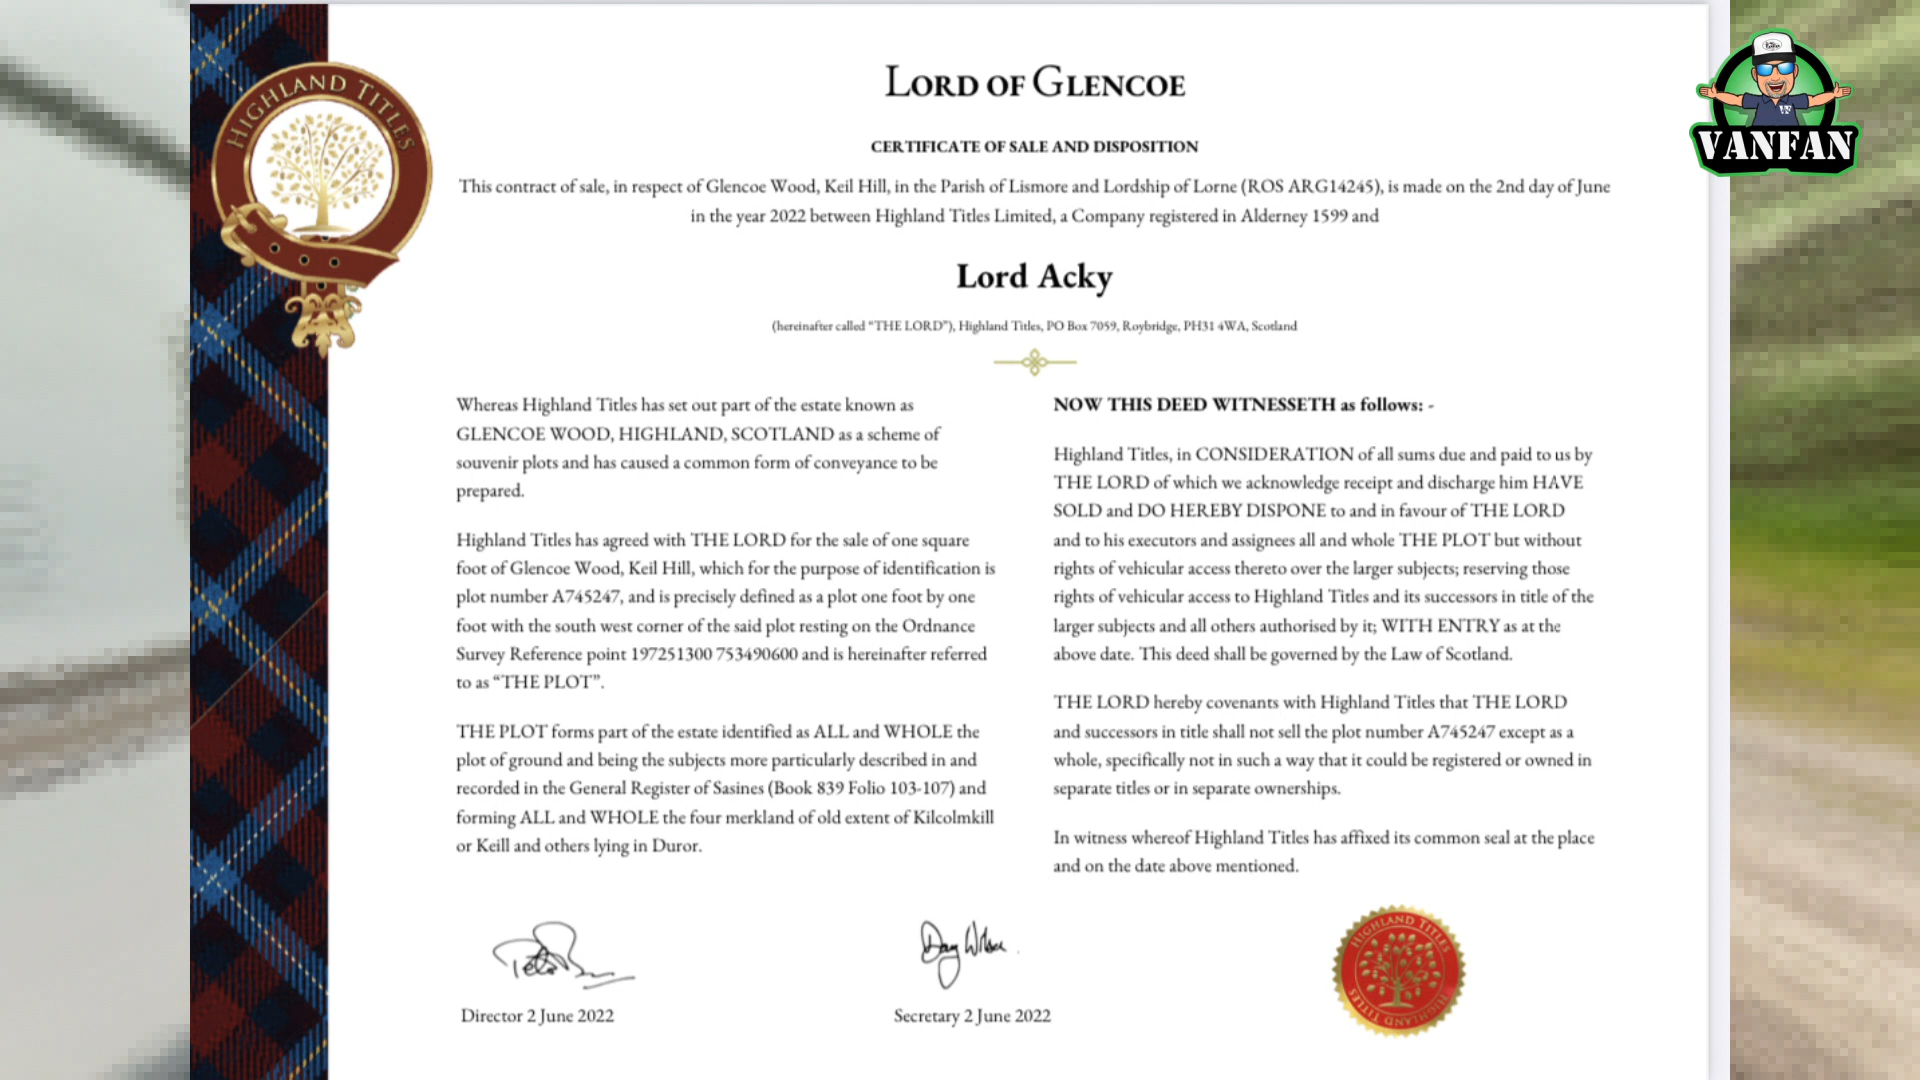 LORD OF GLENCOE
CERTIFICATE OF SALE AND DISPOSITION
This contract of sale, in respect of Glencoe Wood, Keil Hill, in the Parish of Lismore and Lordship of Lorne (ROS ARG14245), is made on the 2nd day of June
in the year 2022 between Highland Titles Limited, a Company registered in Alderney 1599 and
Lord Acky
(hereinafter called “THE LORD”), Highland Titles, PO Box 7059, Roybridge, PH31 4WA, Scotland
HIGHLAND TITLES
VANFAN
Whereas Highland Titles has set out part of the estate known as
GLENCOE WOOD, HIGHLAND, SCOTLAND as a scheme of
souvenir plots and has caused a common form of conveyance to be
prepared.
Highland Titles has agreed with THE LORD for the sale of one square
foot of Glencoe Wood, Keil Hill, which for the purpose of identification is
plot number A745247, and is precisely defined as a plot one foot by one
foot with the south west corner of the said plot resting on the Ordnance
Survey Reference point 197251300 753490600 and is hereinafter referred
to as “THE PLOT”.
THE PLOT forms part of the estate identified as ALL and WHOLE the
plot of ground and being the subjects more particularly described in and
recorded in the General Register of Sasines (Book 839 Folio 103-107) and
forming ALL and WHOLE the four merkland of old extent of Kilcolmkill
or Keill and others lying in Duror.
NOW THIS DEED WITNESSETH as follows: -
Highland Titles, in CONSIDERATION of all sums due and paid to us by
THE LORD of which we acknowledge receipt and discharge him HAVE
SOLD and DO HEREBY DISPONE to and in favour of THE LORD
and to his executors and assignees all and whole THE PLOT but without
rights of vehicular access thereto over the larger subjects; reserving those
rights of vehicular access to Highland Titles and its successors in title of the
larger subjects and all others authorised by it; WITH ENTRY as at the
above date. This deed shall be governed by the Law of Scotland.
THE LORD hereby covenants with Highland Titles that THE LORD
and successors in title shall not sell the plot number A745247 except as a
whole, specifically not in such a way that it could be registered or owned in
separate titles or in separate ownerships.
In witness whereof Highland Titles has affixed its common seal at the place
and on the date above mentioned.
Director 2 June 2022
Secretary 2 June 2022
HIGHLAND TITLES
HIGHLAND TITLES